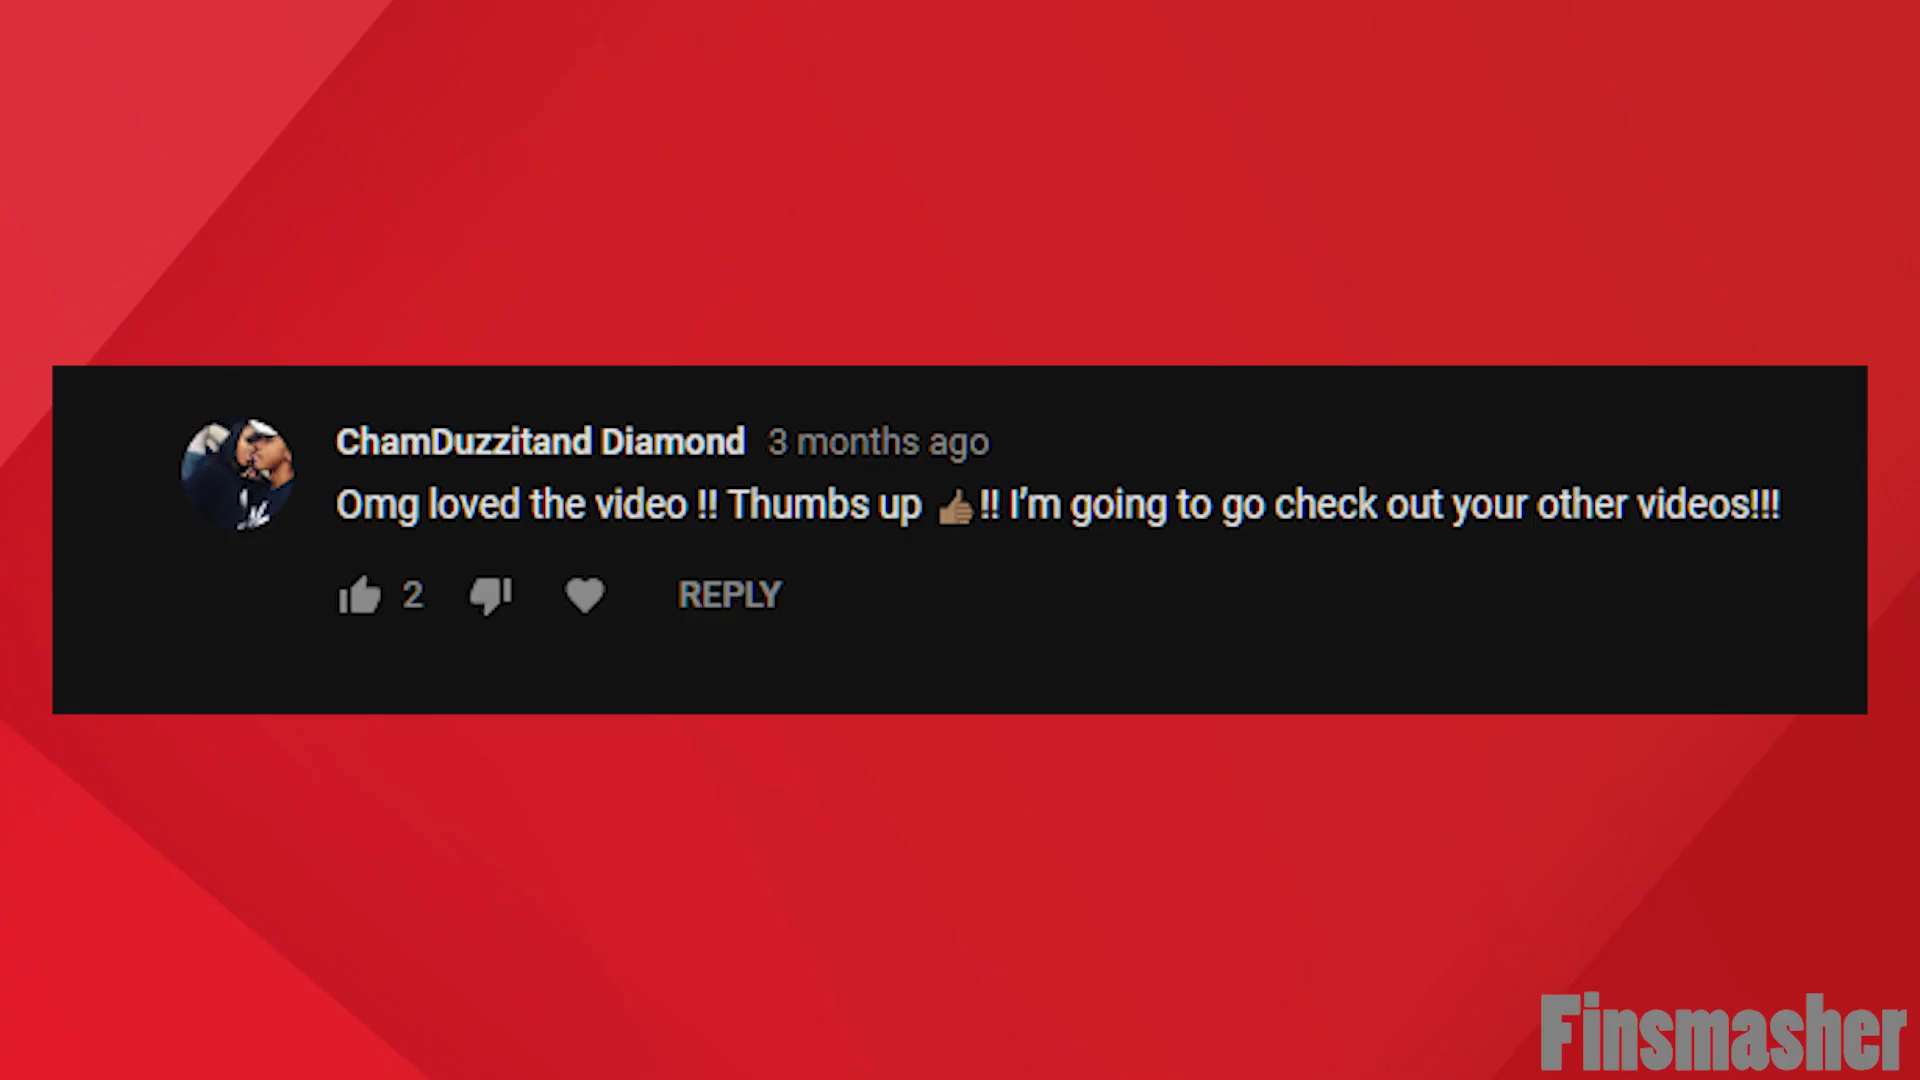 ChamDuzzitand Diamond 3 months ago
Omg loved the video !! Thumbs up 👍🏽!! I’m going to go check out your other videos!!!
2 REPLY
Finsmasher